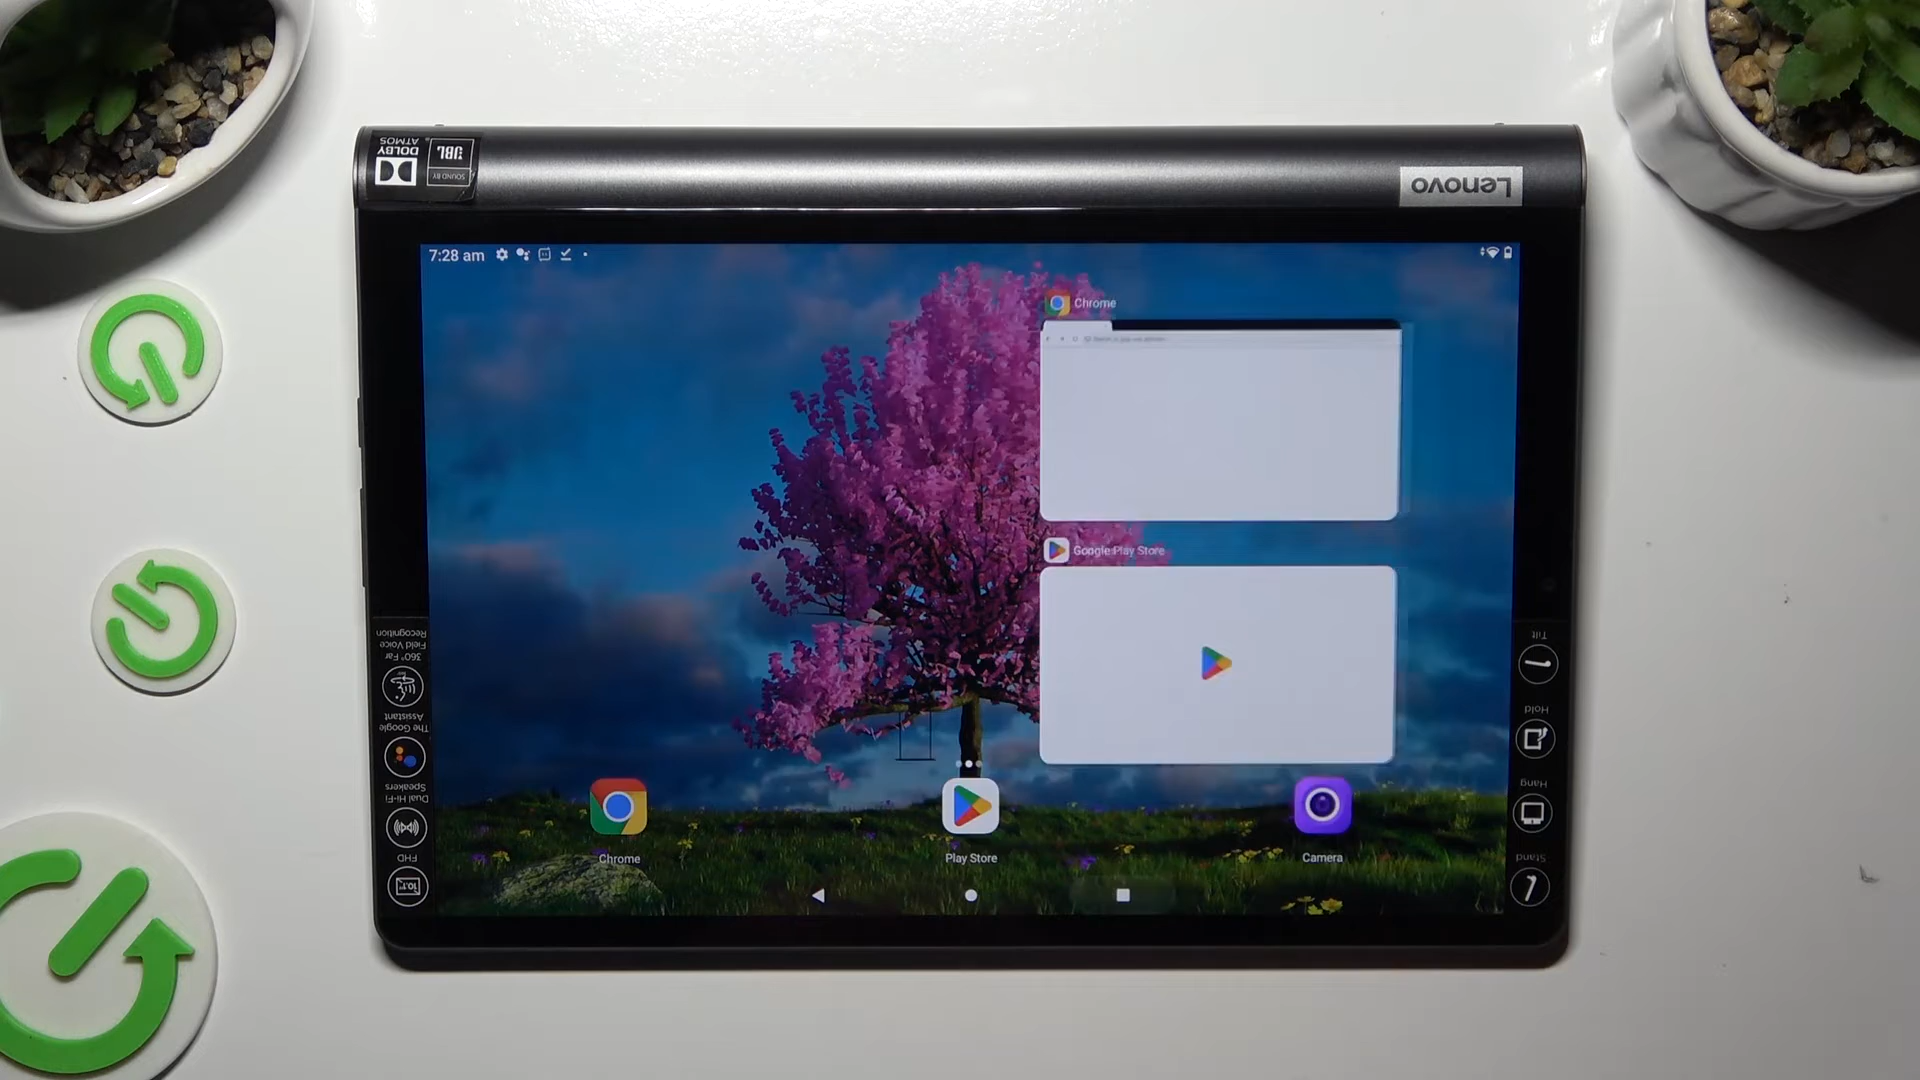 DOLBY
ATMOS
SOUND BY
JBL
Lenovo
7:28 am
Chrome
Google Play Store
360° Far
Field Voice
Recognition
The Google
Assistant
Dual Hi-Fi
Speakers
FHD
10.1"
Tilt
Hold
Hang
Stand
Chrome
Play Store
Camera